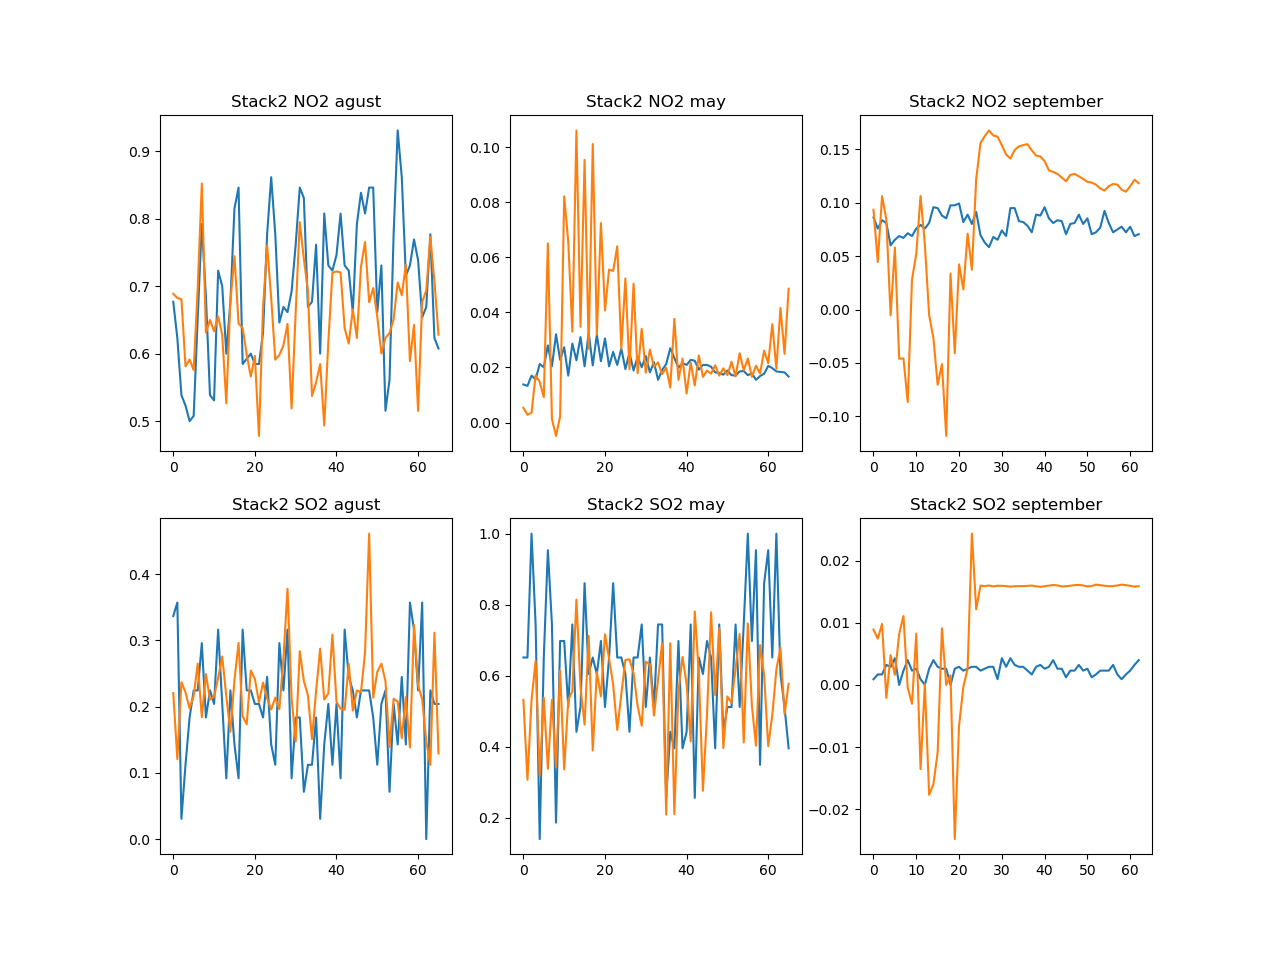 Stack2 NO2 agust
0.9
0.8
0.7
0.6
0.5
0 20 40 60
Stack2 NO2 may
0.10
0.08
0.06
0.04
0.02
0.00
0 20 40 60
Stack2 NO2 september
0.15
0.10
0.05
0.00
−0.05
−0.10
0 10 20 30 40 50 60
Stack2 SO2 agust
0.4
0.3
0.2
0.1
0.0
0 20 40 60
Stack2 SO2 may
1.0
0.8
0.6
0.4
0.2
0 20 40 60
Stack2 SO2 september
0.02
0.01
0.00
−0.01
−0.02
0 10 20 30 40 50 60